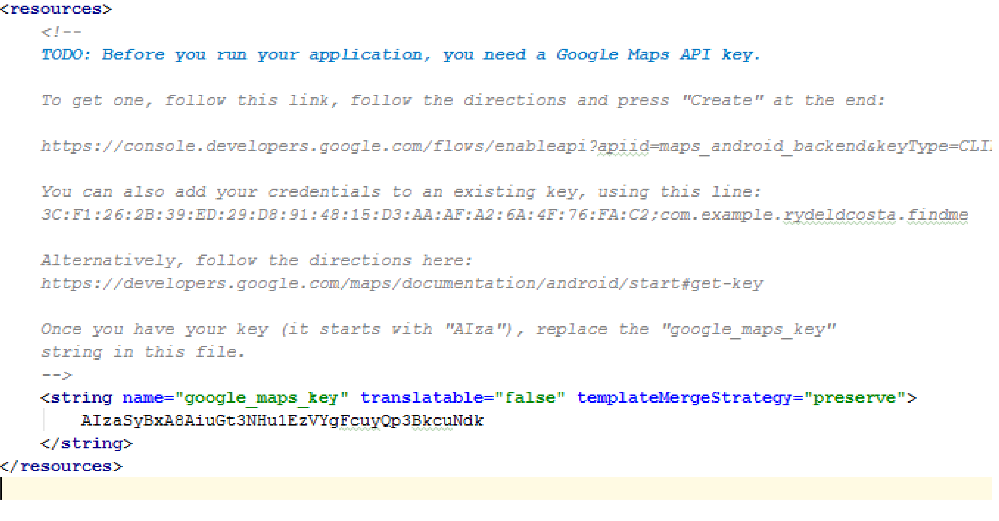 <resources>
<!--
TODO: Before you run your application, you need a Google Maps API key.
To get one, follow this link, follow the directions and press "Create" at the end:
https://console.developers.google.com/flows/enableapi?apiid=maps_android_backend&keyType=CLI
You can also add your credentials to an existing key, using this line:
3C:F1:26:2B:39:ED:29:D8:91:48:15:D3:AA:AF:A2:6A:4F:76:FA:C2;com.example.rydeldcosta.findme
Alternatively, follow the directions here:
https://developers.google.com/maps/documentation/android/start#get-key
Once you have your key (it starts with "AIza"), replace the "google_maps_key"
string in this file.
-->
<string name="google_maps_key" translatable="false" templateMergeStrategy="preserve">
AIzaSyBxA8AiuGt3NHu1EzVYgFcuyQp3BkcuNdk
</string>
</resources>